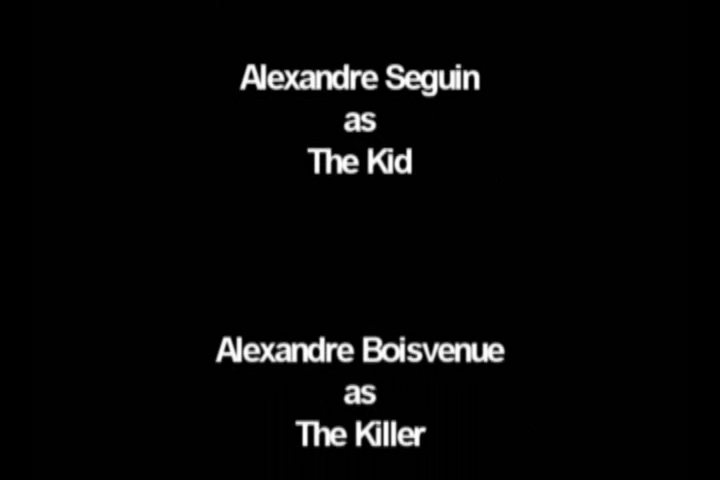 Alexandre Seguin
as
The Kid
Alexandre Boisvenue
as
The Killer